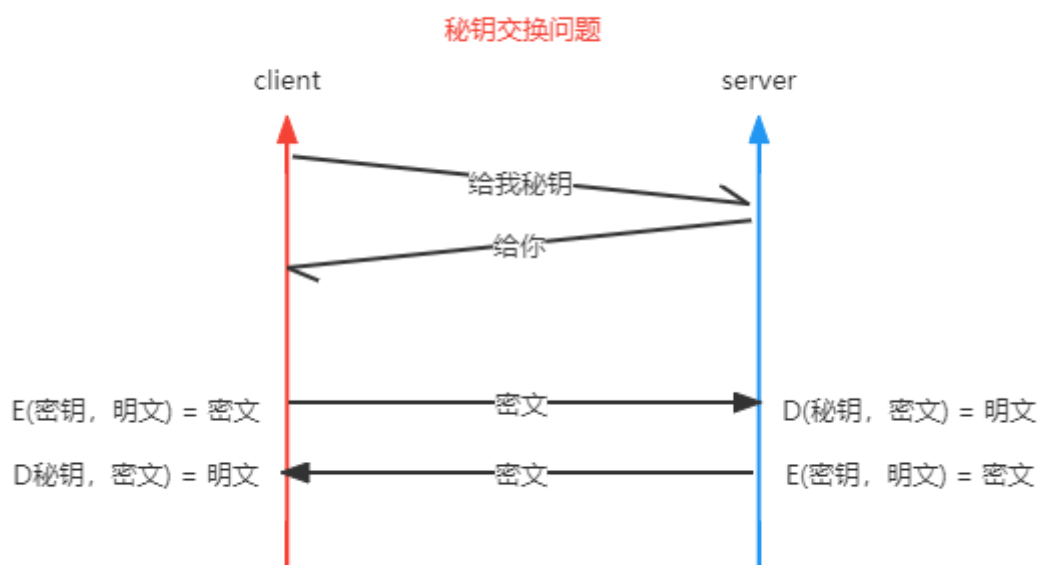 秘钥交换问题
client
server
给我秘钥
给你
E(密钥，明文) = 密文
密文
D(秘钥，密文) = 明文
D秘钥，密文) = 明文
密文
E(密钥，明文) = 密文